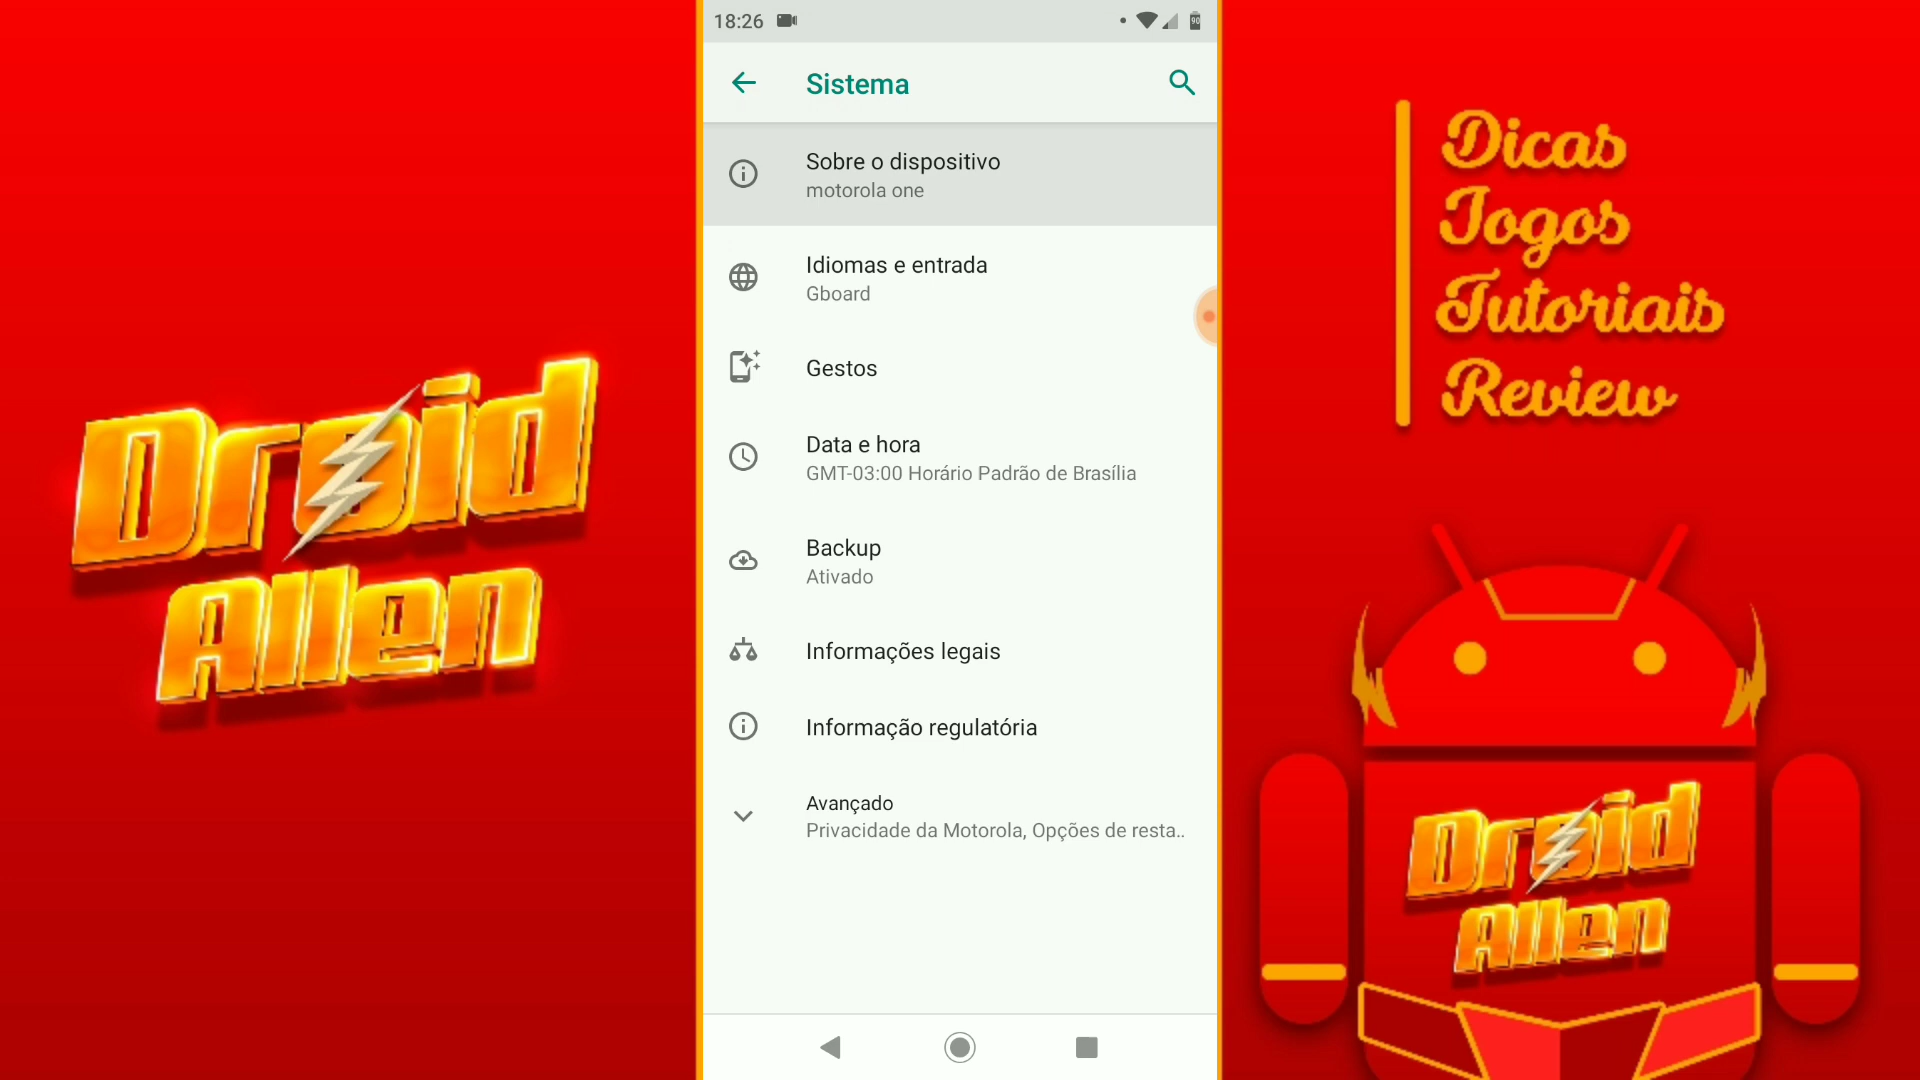 Droid
Allen
18:26
90
Sistema
Sobre o dispositivo
motorola one
Idiomas e entrada
Gboard
Gestos
Data e hora
GMT-03:00 Horário Padrão de Brasília
Backup
Ativado
Informações legais
Informação regulatória
Avançado
Privacidade da Motorola, Opções de resta..
Dicas
Jogos
Tutoriais
Review
Droid
Allen